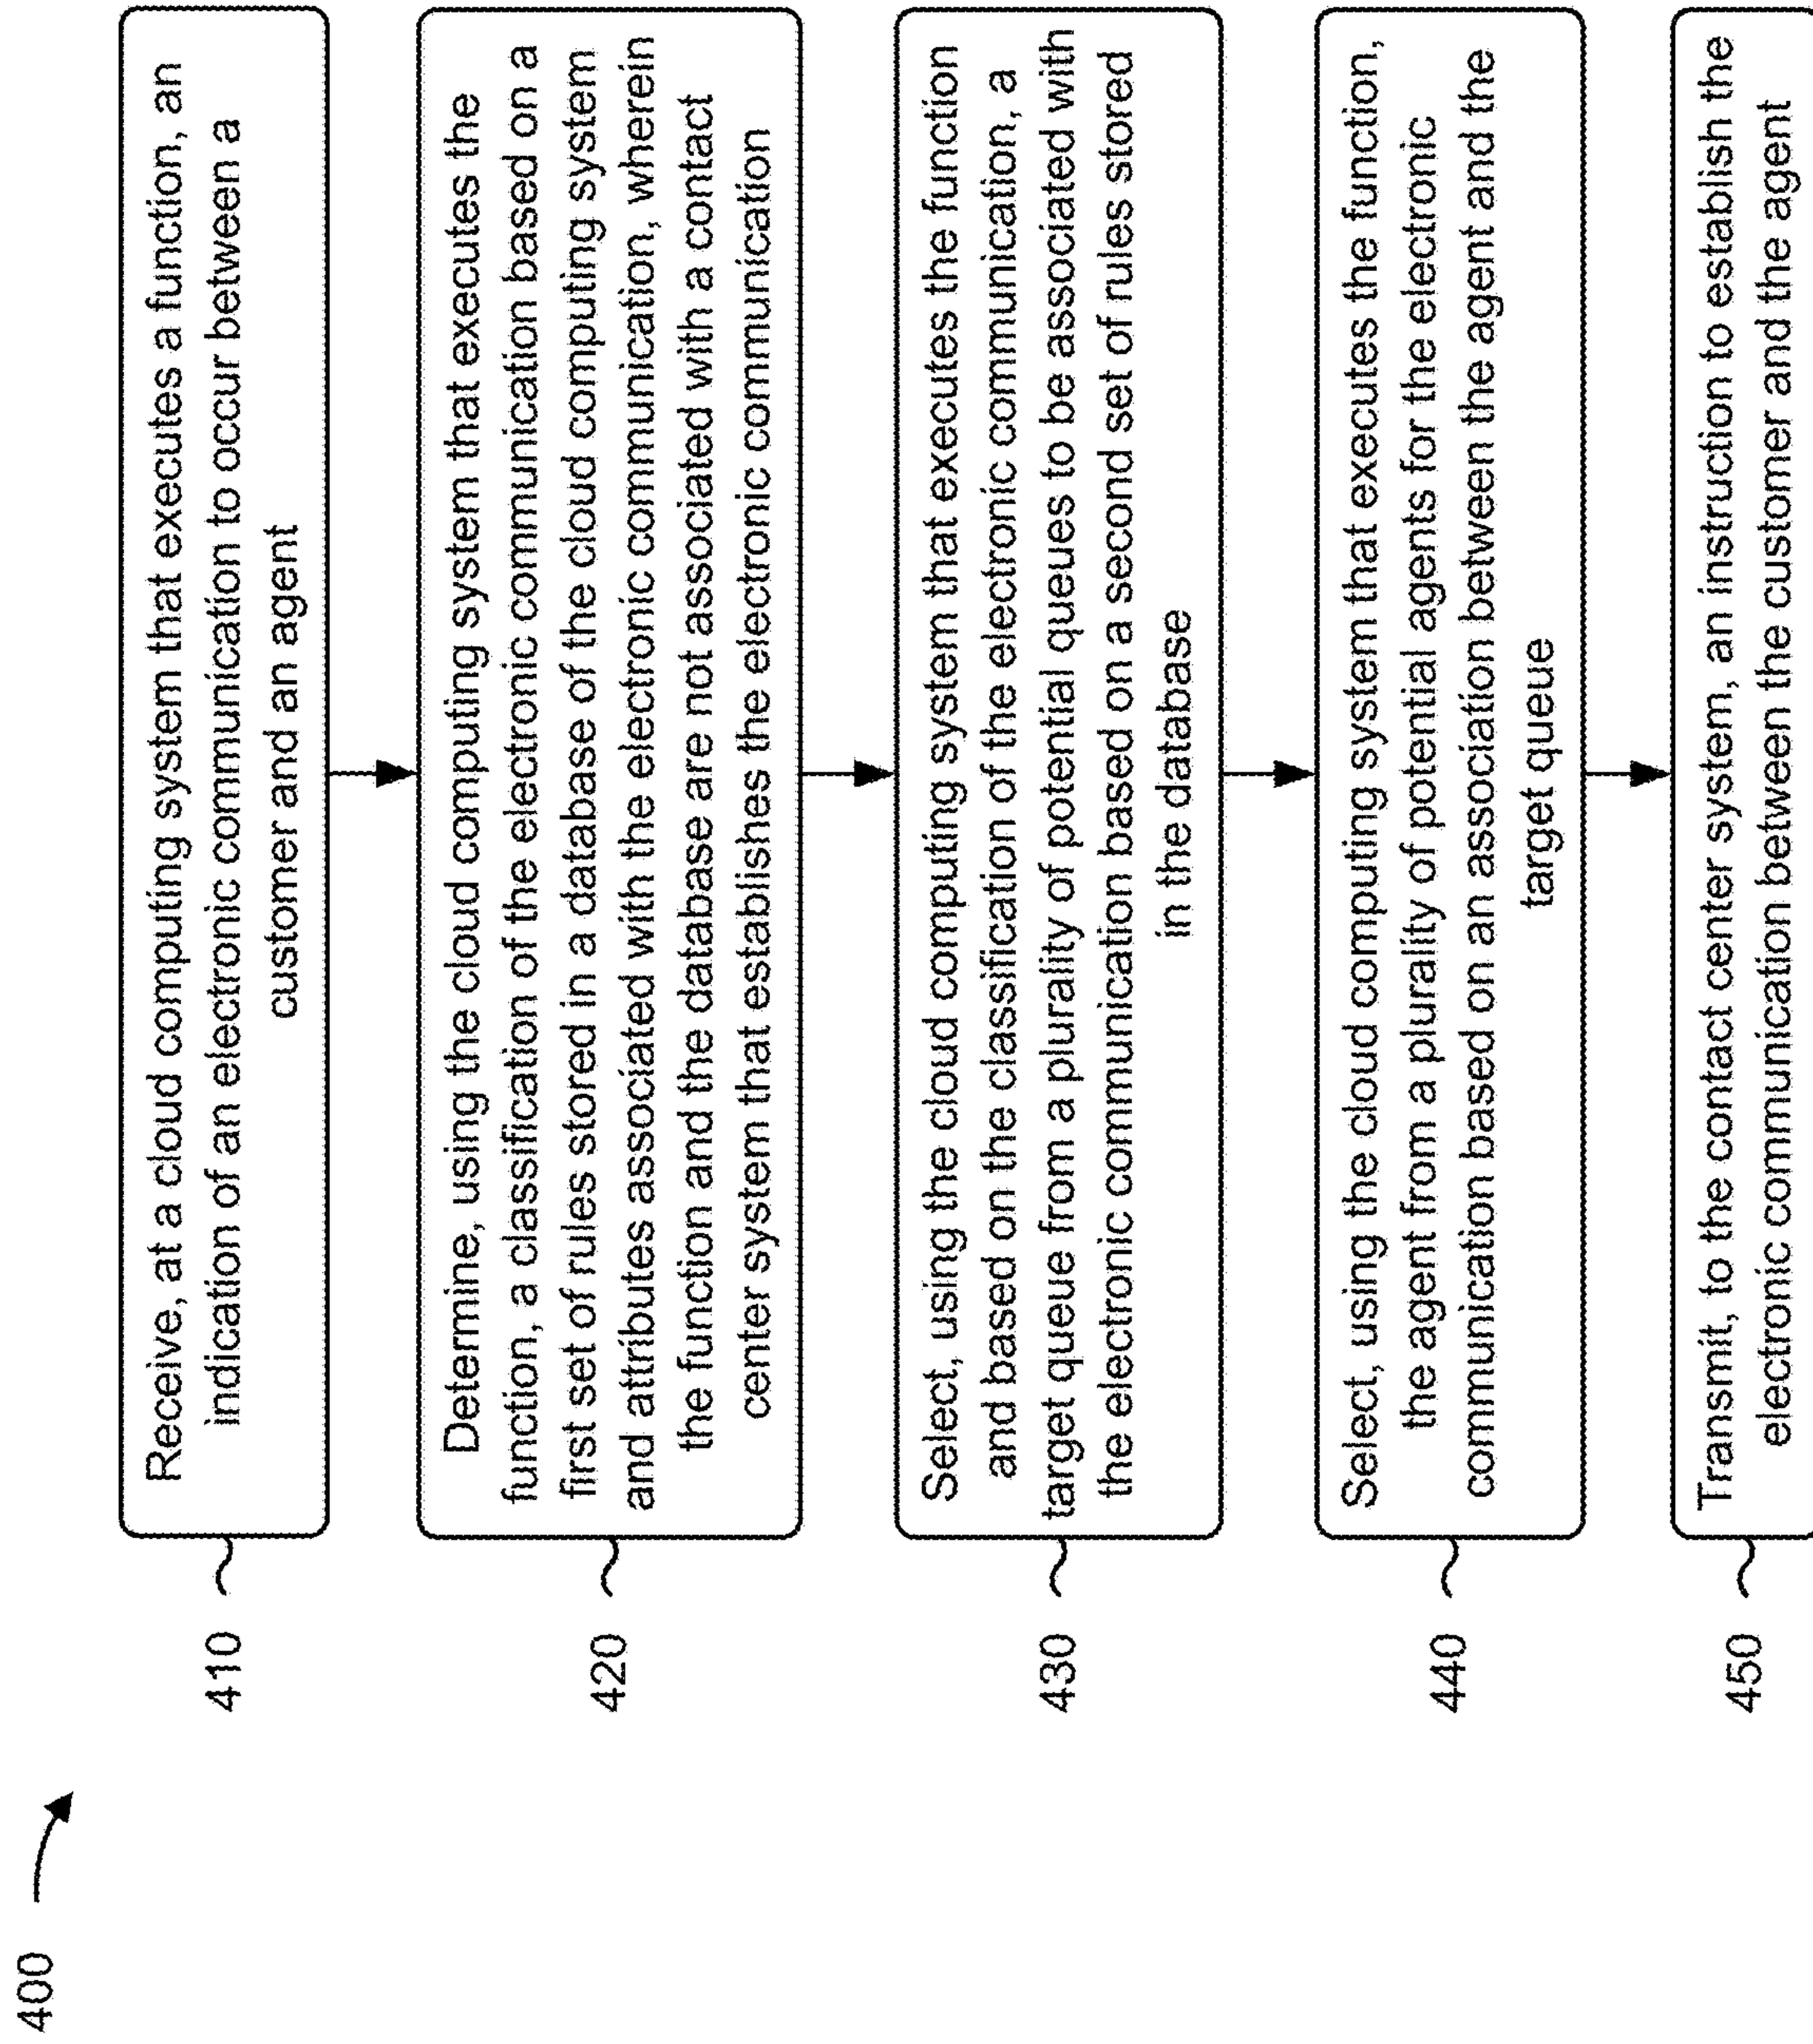 400
410
Receive, at a cloud computing system that executes a function, an
indication of an electronic communication to occur between a
customer and an agent
420
Determine, using the cloud computing system that executes the
function, a classification of the electronic communication based on a
first set of rules stored in a database of the cloud computing system
and attributes associated with the electronic communication, wherein
the function and the database are not associated with a contact
center system that establishes the electronic communication
430
Select, using the cloud computing system that executes the function
and based on the classification of the electronic communication, a
target queue from a plurality of potential queues to be associated with
the electronic communication based on a second set of rules stored
in the database
440
Select, using the cloud computing system that executes the function,
the agent from a plurality of potential agents for the electronic
communication based on an association between the agent and the
target queue
450
Transmit, to the contact center system, an instruction to establish the
electronic communication between the customer and the agent